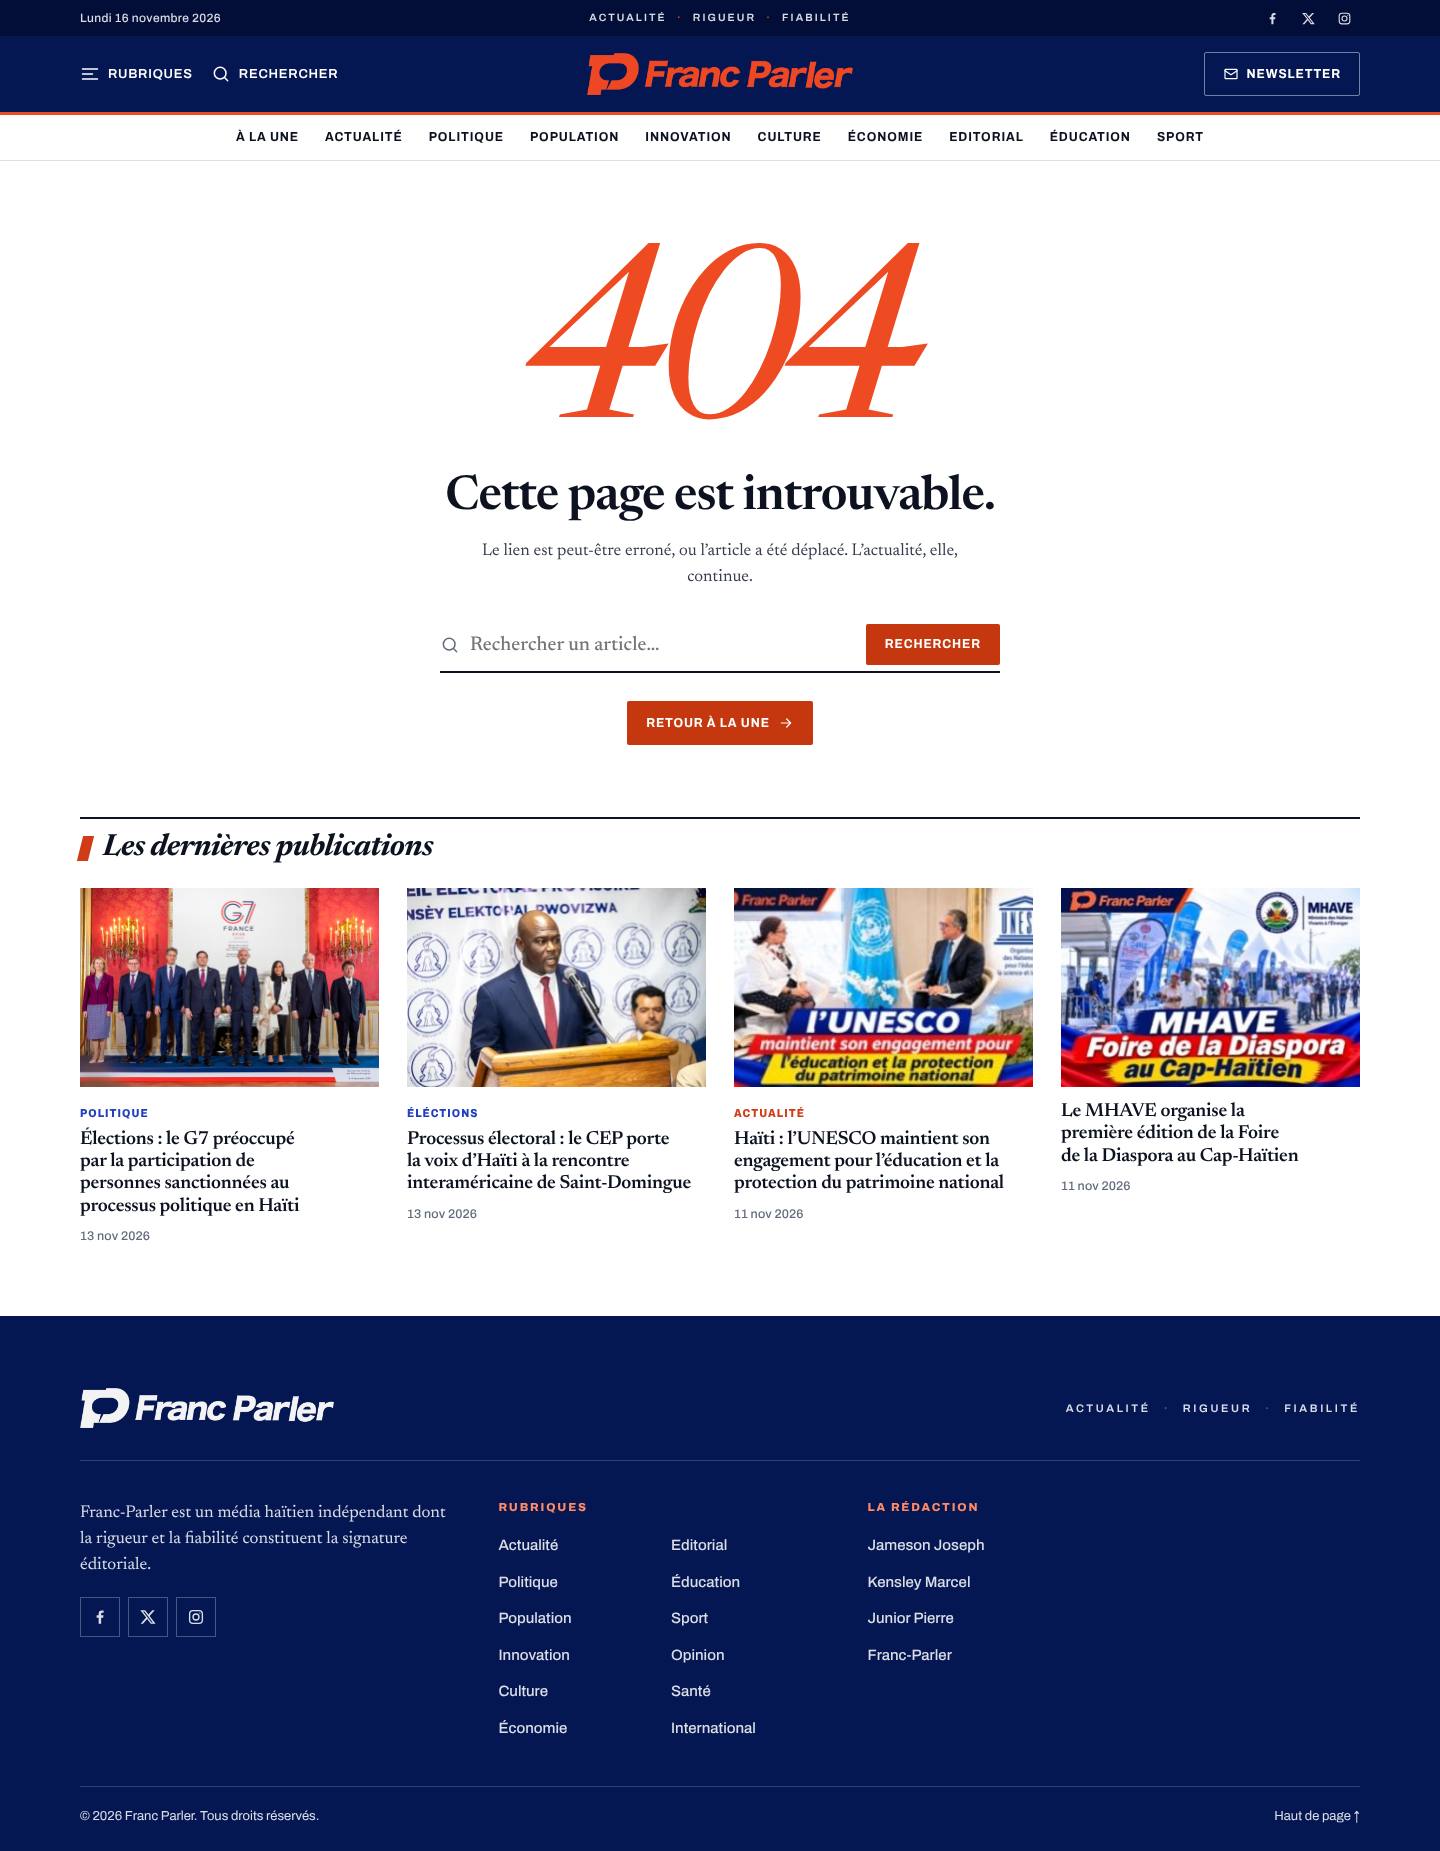 Lundi 16 novembre 2026
ACTUALITÉ · RIGUEUR · FIABILITÉ
RUBRIQUES
RECHERCHER
Franc Parler
NEWSLETTER
À LA UNE
ACTUALITÉ
POLITIQUE
POPULATION
INNOVATION
CULTURE
ÉCONOMIE
EDITORIAL
ÉDUCATION
SPORT
404
Cette page est introuvable.
Le lien est peut-être erroné, ou l’article a été déplacé. L’actualité, elle,
continue.
Rechercher un article…
RECHERCHER
RETOUR À LA UNE →
Les dernières publications
G7
FRANCE
POLITIQUE
Élections : le G7 préoccupé
par la participation de
personnes sanctionnées au
processus politique en Haïti
13 nov 2026
NSÈY ELEKTORAL PWOVIZWA
ÉLÉCTIONS
Processus électoral : le CEP porte
la voix d’Haïti à la rencontre
interaméricaine de Saint-Domingue
13 nov 2026
Franc Parler
UNES
l'UNESCO
maintient son engagement pour
l'éducation et la protection
du patrimoine national
ACTUALITÉ
Haïti : l’UNESCO maintient son
engagement pour l’éducation et la
protection du patrimoine national
11 nov 2026
Franc Parler
MHAVE
MHAVE
Foire de la Diaspora
au Cap-Haïtien
Le MHAVE organise la
première édition de la Foire
de la Diaspora au Cap-Haïtien
11 nov 2026
Franc Parler
ACTUALITÉ · RIGUEUR · FIABILITÉ
Franc-Parler est un média haïtien indépendant dont
la rigueur et la fiabilité constituent la signature
éditoriale.
RUBRIQUES
Actualité
Politique
Population
Innovation
Culture
Économie
Editorial
Éducation
Sport
Opinion
Santé
International
LA RÉDACTION
Jameson Joseph
Kensley Marcel
Junior Pierre
Franc-Parler
© 2026 Franc Parler. Tous droits réservés.
Haut de page ↑